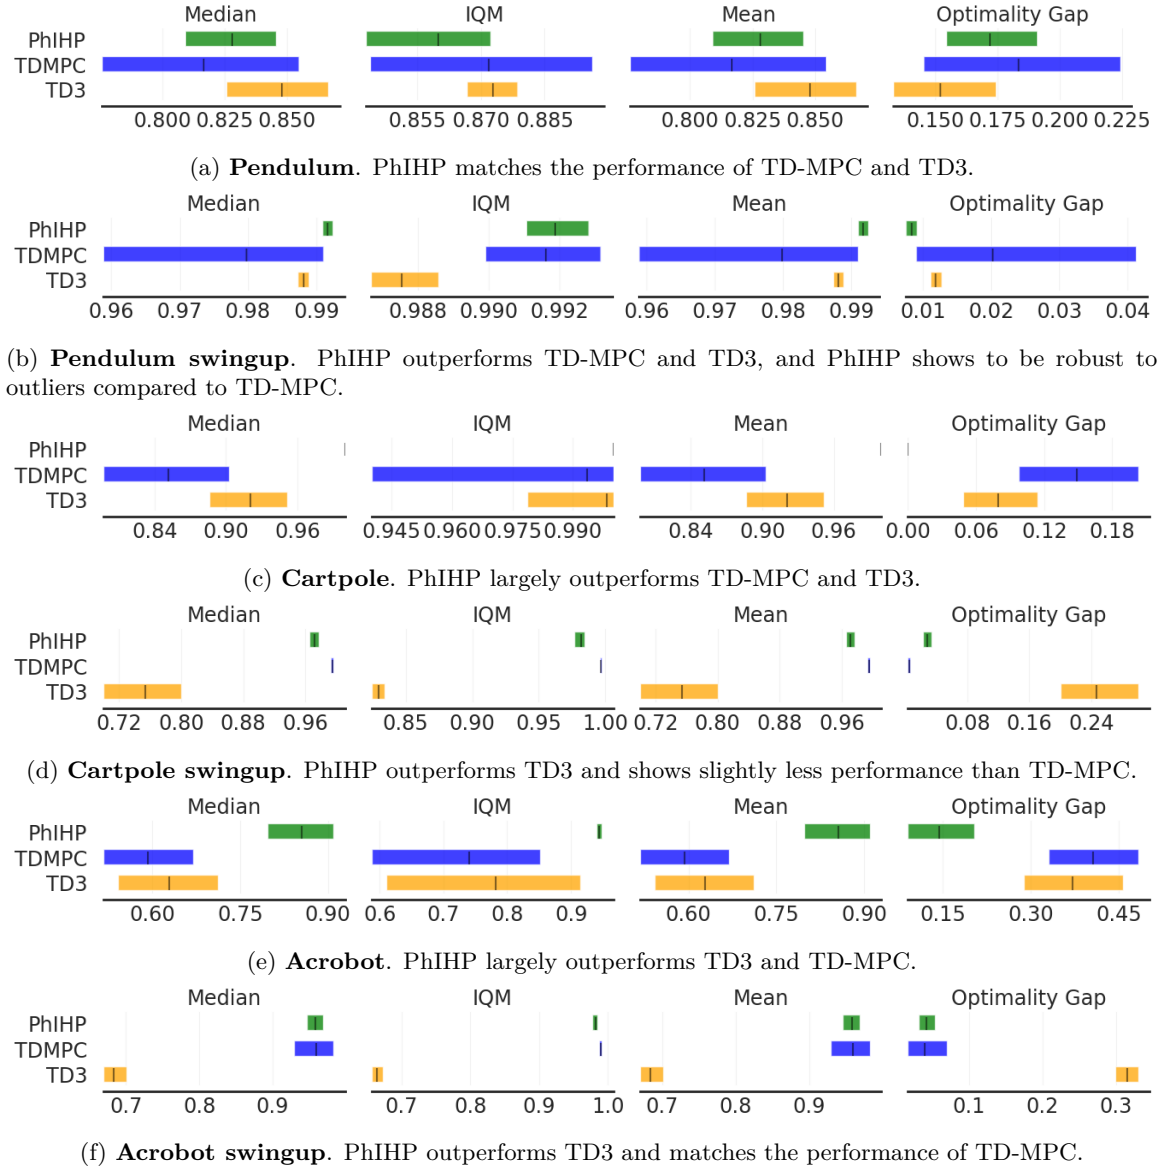 Median IQM Mean Optimality Gap
PhIHP
TDMPC
TD3
0.800 0.825 0.850 0.855 0.870 0.885 0.800 0.825 0.850 0.150 0.175 0.200 0.225
(a) Pendulum. PhIHP matches the performance of TD-MPC and TD3.
Median IQM Mean Optimality Gap
PhIHP
TDMPC
TD3
0.96 0.97 0.98 0.99 0.988 0.990 0.992 0.96 0.97 0.98 0.99 0.01 0.02 0.03 0.04
(b) Pendulum swingup. PhIHP outperforms TD-MPC and TD3, and PhIHP shows to be robust to
outliers compared to TD-MPC.
Median IQM Mean Optimality Gap
PhIHP
TDMPC
TD3
0.84 0.90 0.96 0.945 0.960 0.975 0.990 0.84 0.90 0.96 0.00 0.06 0.12 0.18
(c) Cartpole. PhIHP largely outperforms TD-MPC and TD3.
Median IQM Mean Optimality Gap
PhIHP
TDMPC
TD3
0.72 0.80 0.88 0.96 0.85 0.90 0.95 1.00 0.72 0.80 0.88 0.96 0.08 0.16 0.24
(d) Cartpole swingup. PhIHP outperforms TD3 and shows slightly less performance than TD-MPC.
Median IQM Mean Optimality Gap
PhIHP
TDMPC
TD3
0.60 0.75 0.90 0.6 0.7 0.8 0.9 0.60 0.75 0.90 0.15 0.30 0.45
(e) Acrobot. PhIHP largely outperforms TD3 and TD-MPC.
Median IQM Mean Optimality Gap
PhIHP
TDMPC
TD3
0.7 0.8 0.9 0.7 0.8 0.9 1.0 0.7 0.8 0.9 0.1 0.2 0.3
(f) Acrobot swingup. PhIHP outperforms TD3 and matches the performance of TD-MPC.